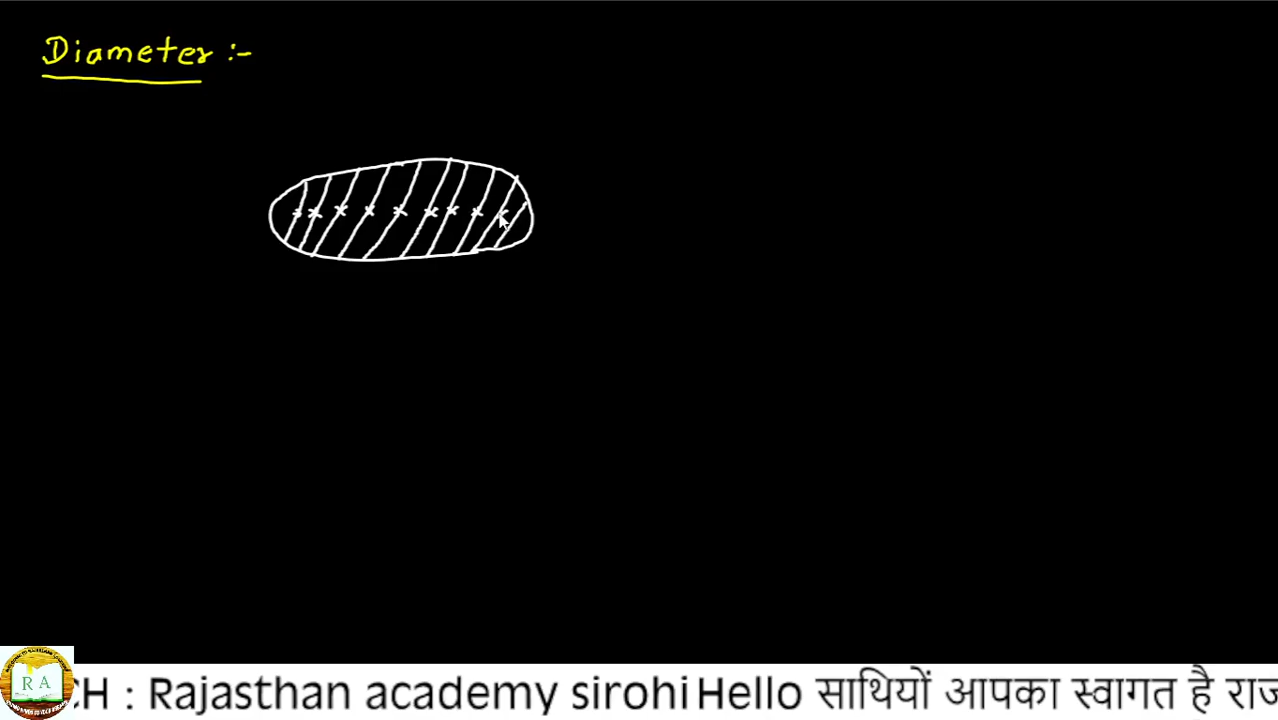 Diameter :-
R A
CH : Rajasthan academy sirohi Hello साथियों आपका स्वागत है राज